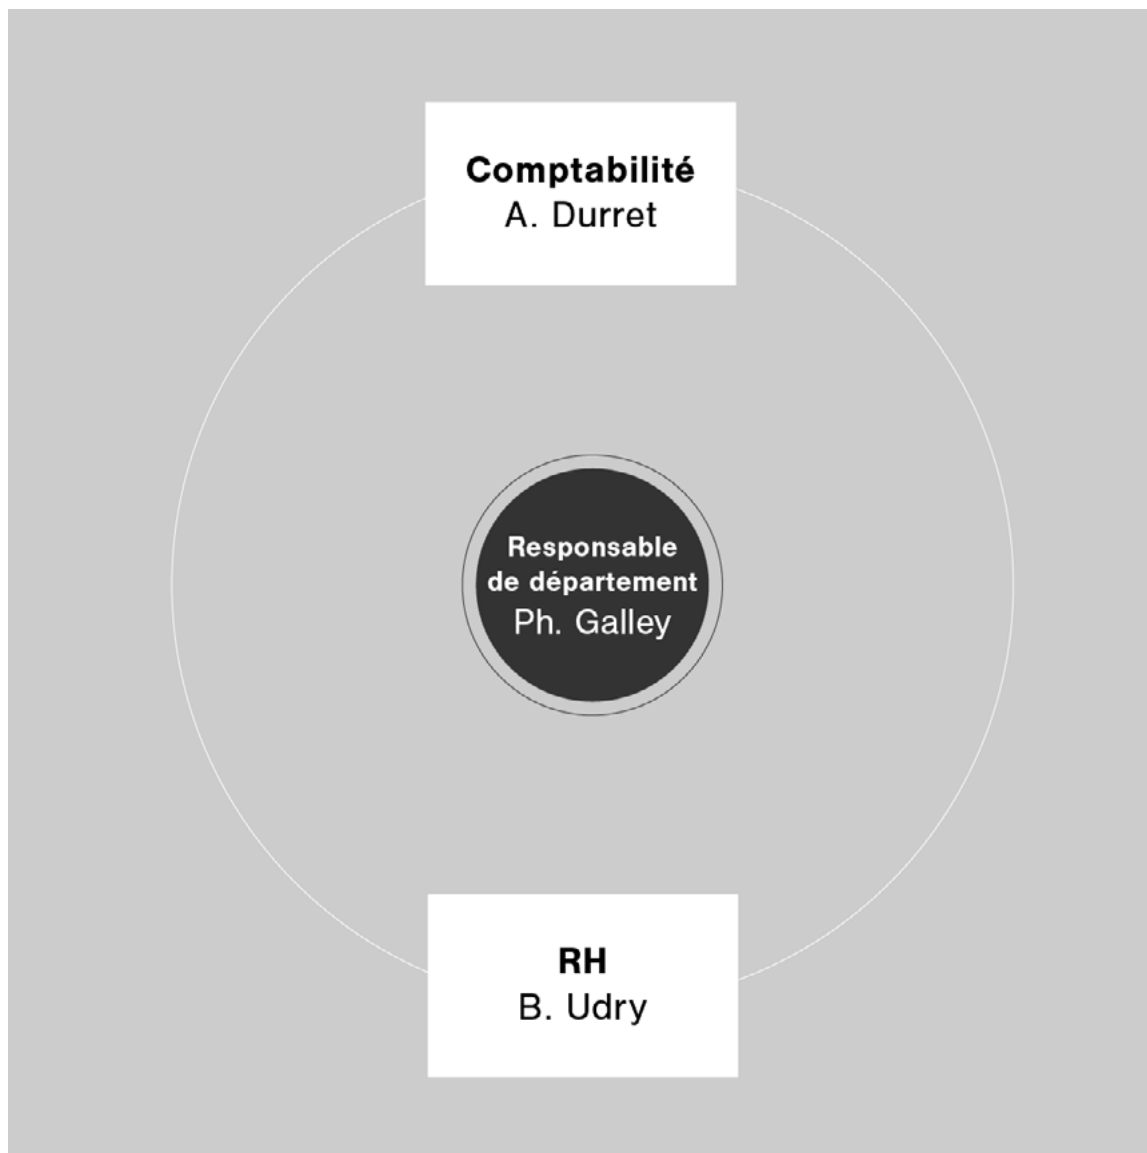 Comptabilité
A. Durret
Responsable
de département
Ph. Galley
RH
B. Udry